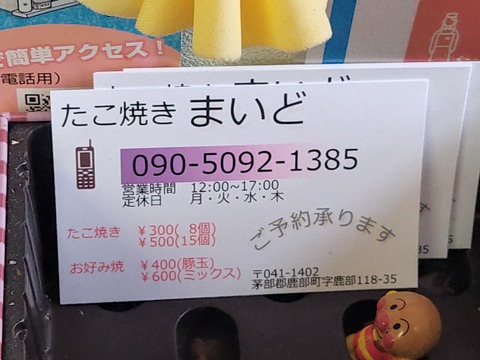 で簡単アクセス！
電話用)
たこ焼き まいど
090-5092-1385
営業時間 12:00~17:00
定休日 月・火・水・木
たこ焼き ¥300( 8個)
¥500(15個)
ご予約承ります
お好み焼 ¥400(豚玉)
¥600(ミックス)
〒041-1402
茅部郡鹿部町字鹿部118-35